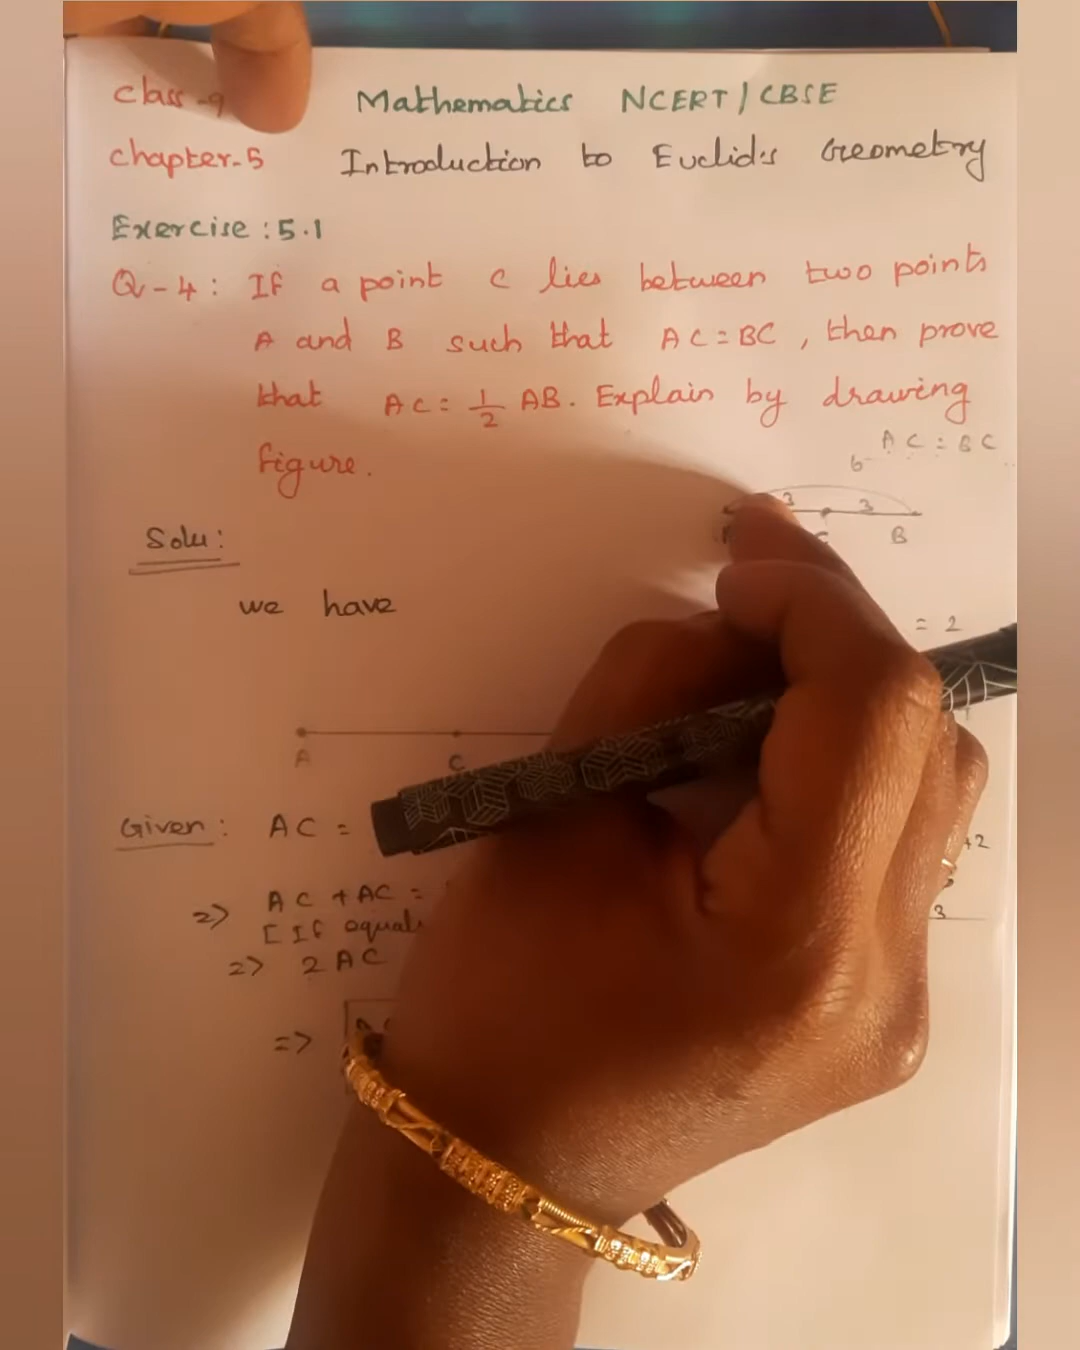 Class-9 Mathematics NCERT/CBSE
Chapter-5 Introduction to Euclid's Geometry
Exercise: 5.1
Q-4: If a point C lies between two points
A and B such that AC=BC, then prove
that AC = 1/2 AB. Explain by drawing
figure.
AC = BC
6
3 3
C B
Solu:
we have
= 2
A C
Given: AC =
+2
=> AC + AC =
[If equals
3
=> 2AC
=>